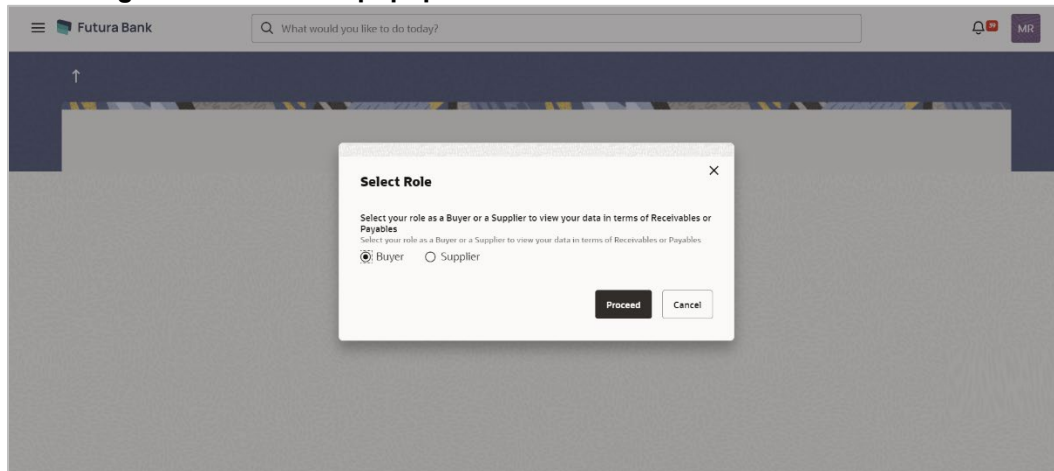 Futura Bank
What would you like to do today?
MR
Select Role
Select your role as a Buyer or a Supplier to view your data in terms of Receivables or
Payables
Select your role as a Buyer or a Supplier to view your data in terms of Receivables or Payables
Buyer Supplier
Proceed Cancel